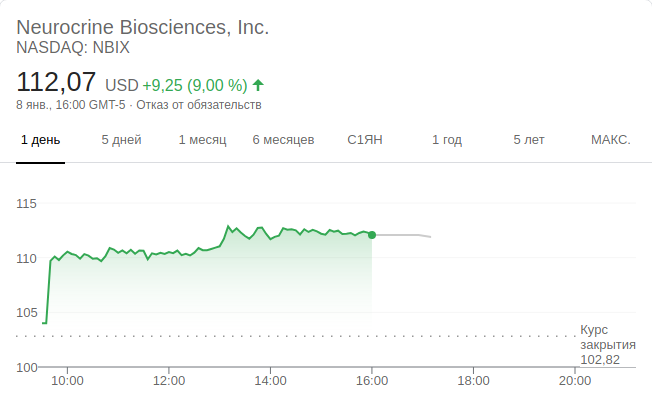 Neurocrine Biosciences, Inc.
NASDAQ: NBIX
112,07 USD +9,25 (9,00 %)
8 янв., 16:00 GMT-5 · Отказ от обязательств
1 день 5 дней 1 месяц 6 месяцев С1ЯН 1 год 5 лет МАКС.
115
110
105
Курс
закрытия
102,82
100
10:00 12:00 14:00 16:00 18:00 20:00